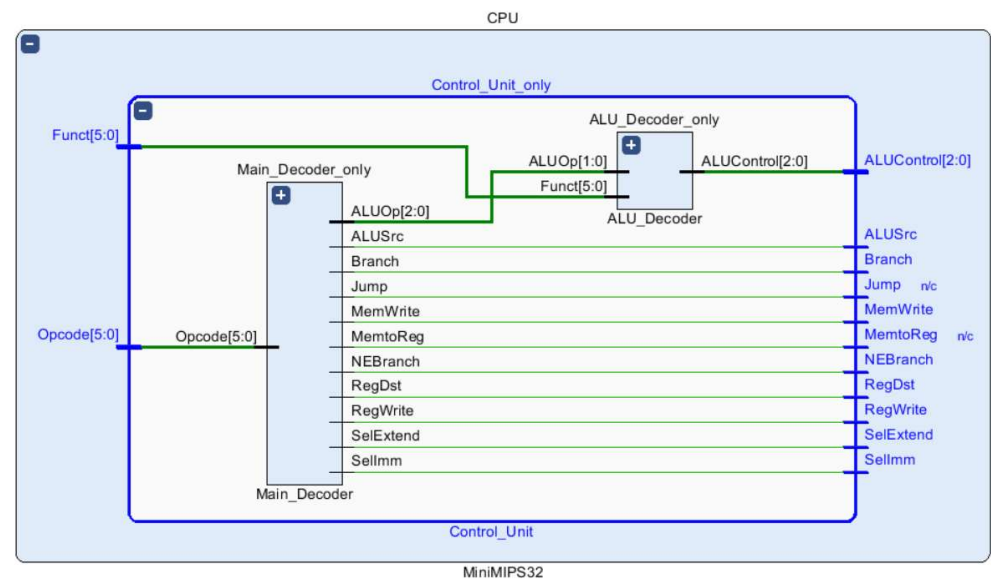 CPU
Control_Unit_only
ALU_Decoder_only
Funct[5:0]
ALUOp[1:0] ALUControl[2:0] ALUControl[2:0]
Main_Decoder_only
Funct[5:0]
ALUOp[2:0]
ALU_Decoder
ALUSrc ALUSrc
Branch Branch
Jump Jump n/c
MemWrite MemWrite
Opcode[5:0] Opcode[5:0] MemtoReg MemtoReg n/c
NEBranch NEBranch
RegDst RegDst
RegWrite RegWrite
SelExtend SelExtend
SelImm SelImm
Main_Decoder
Control_Unit
MiniMIPS32